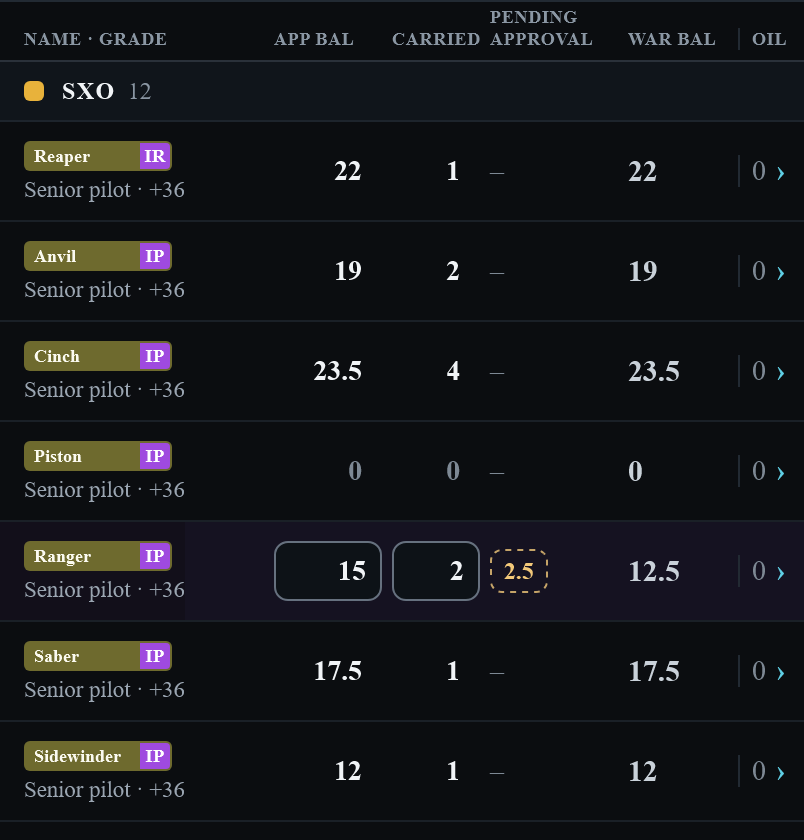 NAME · GRADE APP BAL CARRIED PENDING APPROVAL WAR BAL OIL
SXO 12
Reaper IR 22 1 – 22 0 ›
Senior pilot · +36
Anvil IP 19 2 – 19 0 ›
Senior pilot · +36
Cinch IP 23.5 4 – 23.5 0 ›
Senior pilot · +36
Piston IP 0 0 – 0 0 ›
Senior pilot · +36
Ranger IP 15 2 2.5 12.5 0 ›
Senior pilot · +36
Saber IP 17.5 1 – 17.5 0 ›
Senior pilot · +36
Sidewinder IP 12 1 – 12 0 ›
Senior pilot · +36